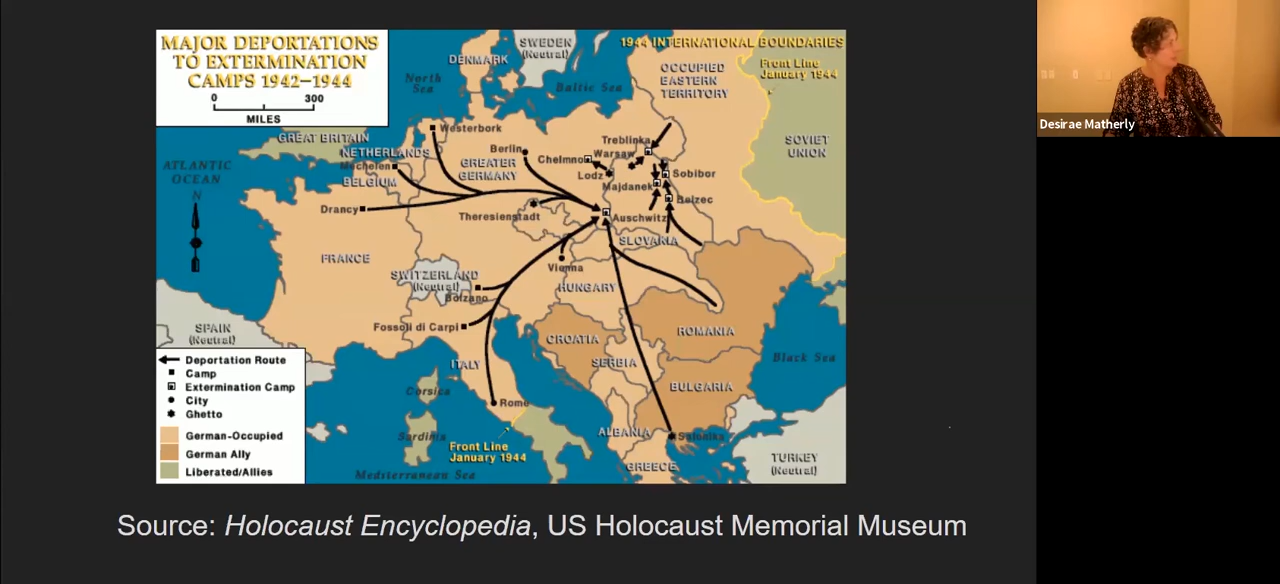 MAJOR DEPORTATIONS
TO EXTERMINATION
CAMPS 1942–1944
0 300
MILES
SWEDEN
(Neutral)
1944 INTERNATIONAL BOUNDARIES
DENMARK
OCCUPIED
EASTERN
TERRITORY
Front Line
January 1944
North
Sea
Baltic Sea
GREAT BRITAIN
Westerbork
Treblinka
SOVIET
UNION
NETHERLANDS
Berlin
Chelmno
Warsaw
ATLANTIC
OCEAN
Mechelen
GREATER
GERMANY
Lodz
Sobibor
BELGIUM
Majdanek
N
Belzec
Drancy
Theresienstadt
Auschwitz
SLOVAKIA
FRANCE
Vienna
SWITZERLAND
(Neutral)
HUNGARY
Bolzano
SPAIN
(Neutral)
Fossoli di Carpi
CROATIA
ROMANIA
Black Sea
ITALY
SERBIA
BULGARIA
Corsica
Rome
Sardinia
ALBANIA
Salonika
Front Line
January 1944
GREECE
TURKEY
(Neutral)
Mediterranean Sea
Deportation Route
Camp
Extermination Camp
City
Ghetto
German-Occupied
German Ally
Liberated/Allies
Source: Holocaust Encyclopedia, US Holocaust Memorial Museum
Desirae Matherly